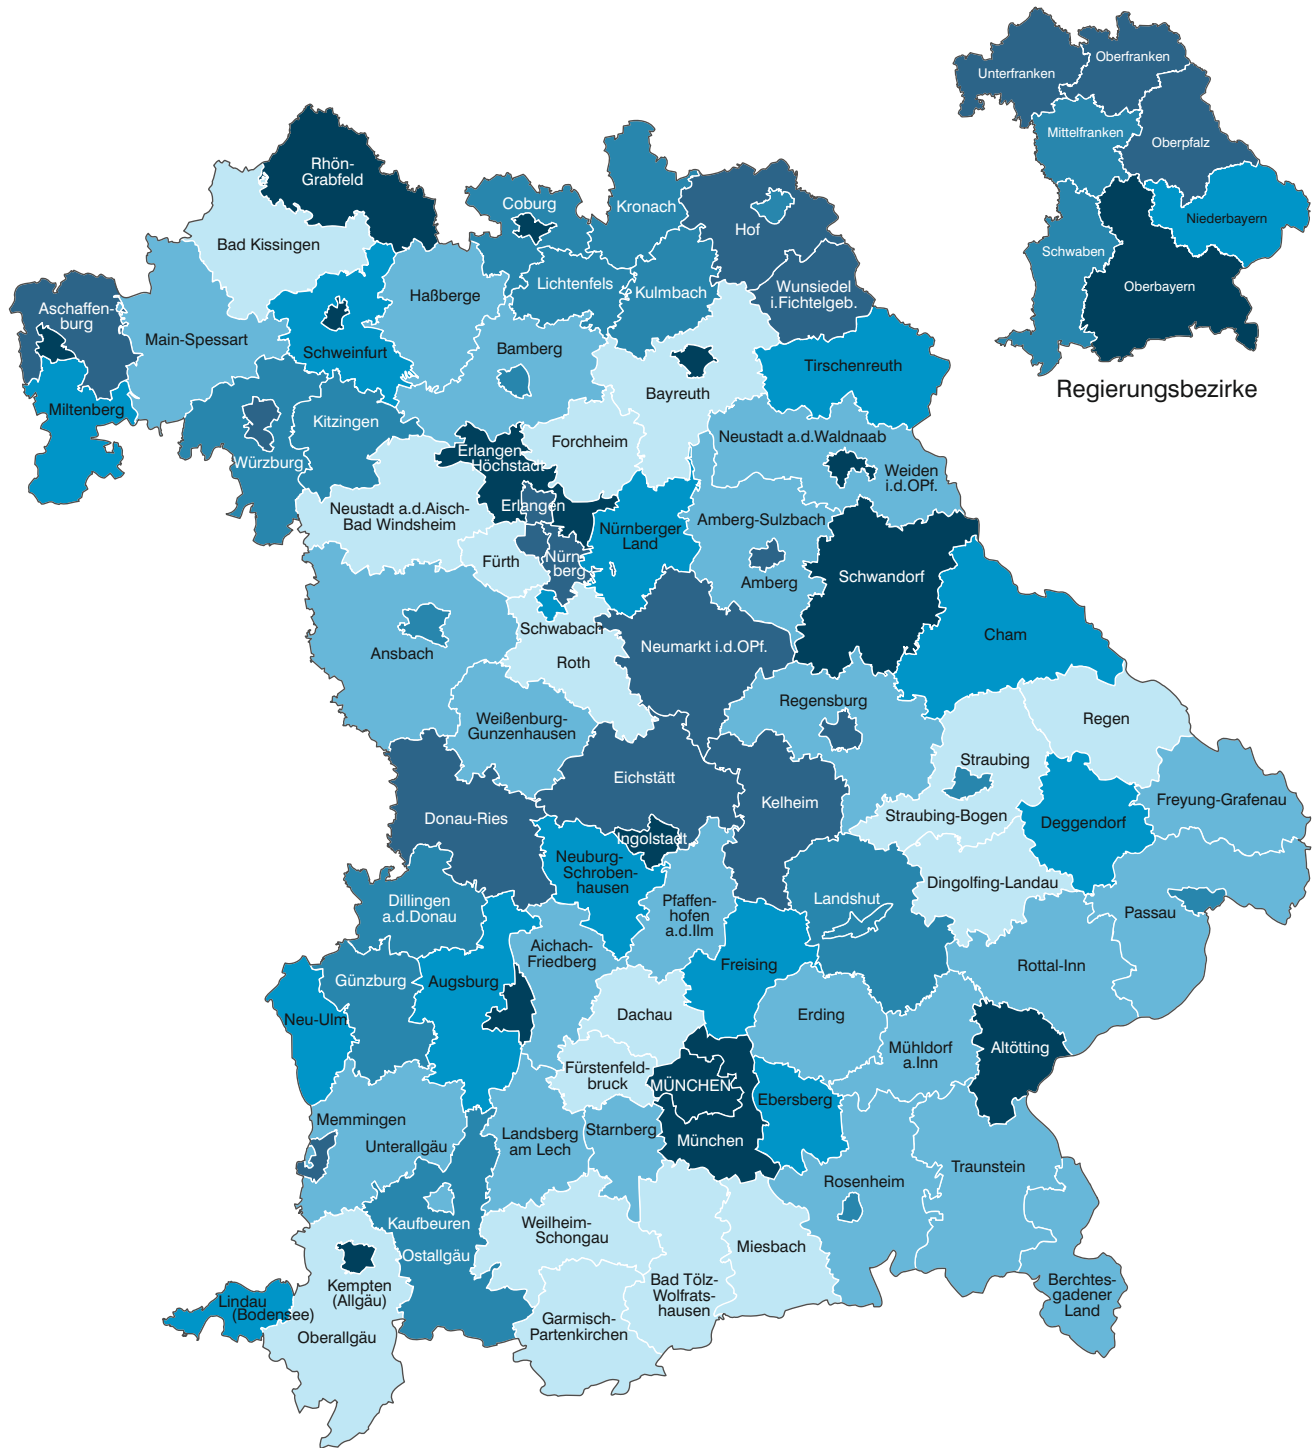 Unterfranken
Oberfranken
Mittelfranken
Oberpfalz
Niederbayern
Schwaben
Oberbayern
Regierungsbezirke
Rhön-
Grabfeld
Bad Kissingen
Coburg
Kronach
Hof
Aschaffen-
burg
Main-Spessart
Haßberge
Lichtenfels
Kulmbach
Wunsiedel
i.Fichtelgeb.
Schweinfurt
Bamberg
Bayreuth
Tirschenreuth
Miltenberg
Kitzingen
Würzburg
Erlangen-
Höchstadt
Forchheim
Neustadt a.d.Waldnaab
Weiden
i.d.OPf.
Neustadt a.d.Aisch-
Bad Windsheim
Erlangen
Nürnberger
Land
Amberg-Sulzbach
Fürth
Nürn-
berg
Amberg
Schwandorf
Ansbach
Schwabach
Roth
Neumarkt i.d.OPf.
Cham
Weißenburg-
Gunzenhausen
Regensburg
Regen
Straubing
Eichstätt
Kelheim
Straubing-Bogen
Deggendorf
Freyung-Grafenau
Donau-Ries
Ingolstadt
Neuburg-
Schroben-
hausen
Dillingen
a.d.Donau
Pfaffen-
hofen
a.d.Ilm
Landshut
Dingolfing-Landau
Passau
Aichach-
Friedberg
Günzburg
Augsburg
Freising
Rottal-Inn
Neu-Ulm
Dachau
Erding
Mühldorf
a.Inn
Altötting
Fürstenfeld-
bruck
MÜNCHEN
Ebersberg
Memmingen
Unterallgäu
Landsberg
am Lech
Starnberg
München
Traunstein
Rosenheim
Kaufbeuren
Ostallgäu
Weilheim-
Schongau
Miesbach
Bad Tölz-
Wolfrats-
hausen
Berchtes-
gadener
Land
Kempten
(Allgäu)
Lindau
(Bodensee)
Oberallgäu
Garmisch-
Partenkirchen